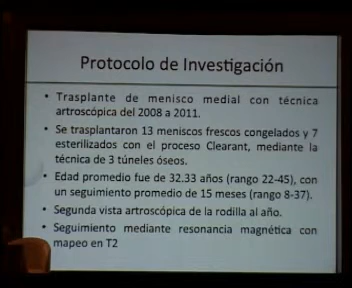 Protocolo de Investigación
• Trasplante de menisco medial con técnica
artroscópica del 2008 a 2011.
• Se trasplantaron 13 meniscos frescos congelados y 7
esterilizados con el proceso Clearant, mediante la
técnica de 3 túneles óseos.
• Edad promedio fue de 32.33 años (rango 22-45), con
un seguimiento promedio de 15 meses (rango 8-37).
• Segunda vista artroscópica de la rodilla al año.
• Seguimiento mediante resonancia magnética con
mapeo en T2